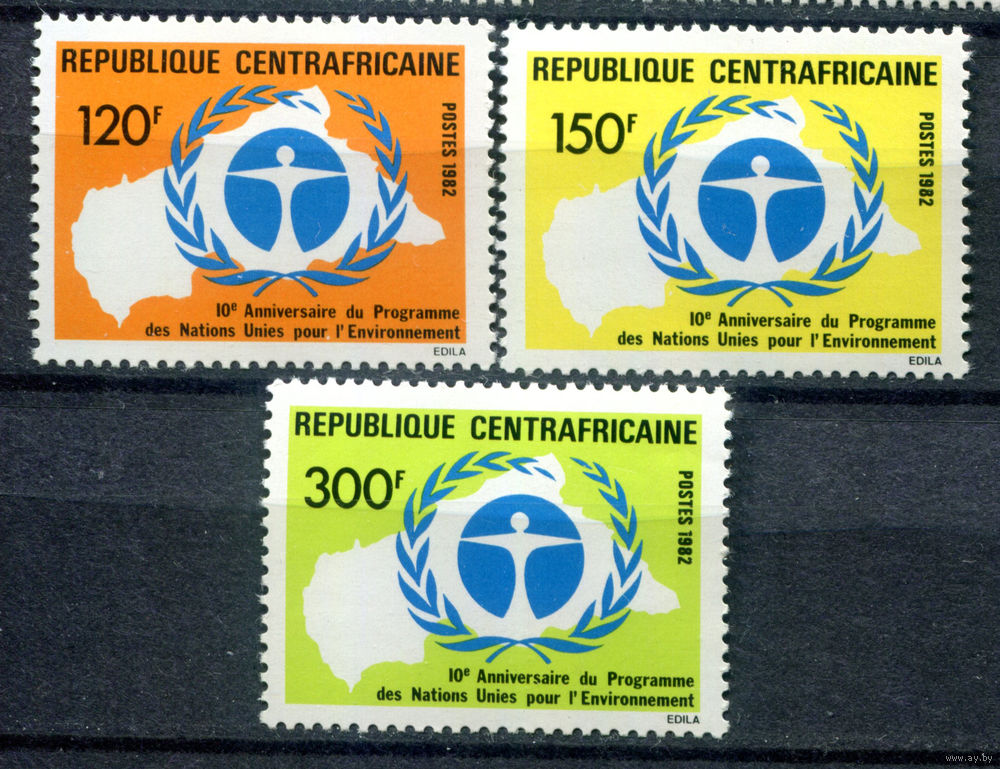 REPUBLIQUE CENTRAFRICAINE
120F
POSTES 1982
10e Anniversaire du Programme
des Nations Unies pour l'Environnement
EDILA
REPUBLIQUE CENTRAFRICAINE
150F
POSTES 1982
10e Anniversaire du Programme
des Nations Unies pour l'Environnement
EDILA
REPUBLIQUE CENTRAFRICAINE
300F
POSTES 1982
10e Anniversaire du Programme
des Nations Unies pour l'Environnement
EDILA
www.ay.by